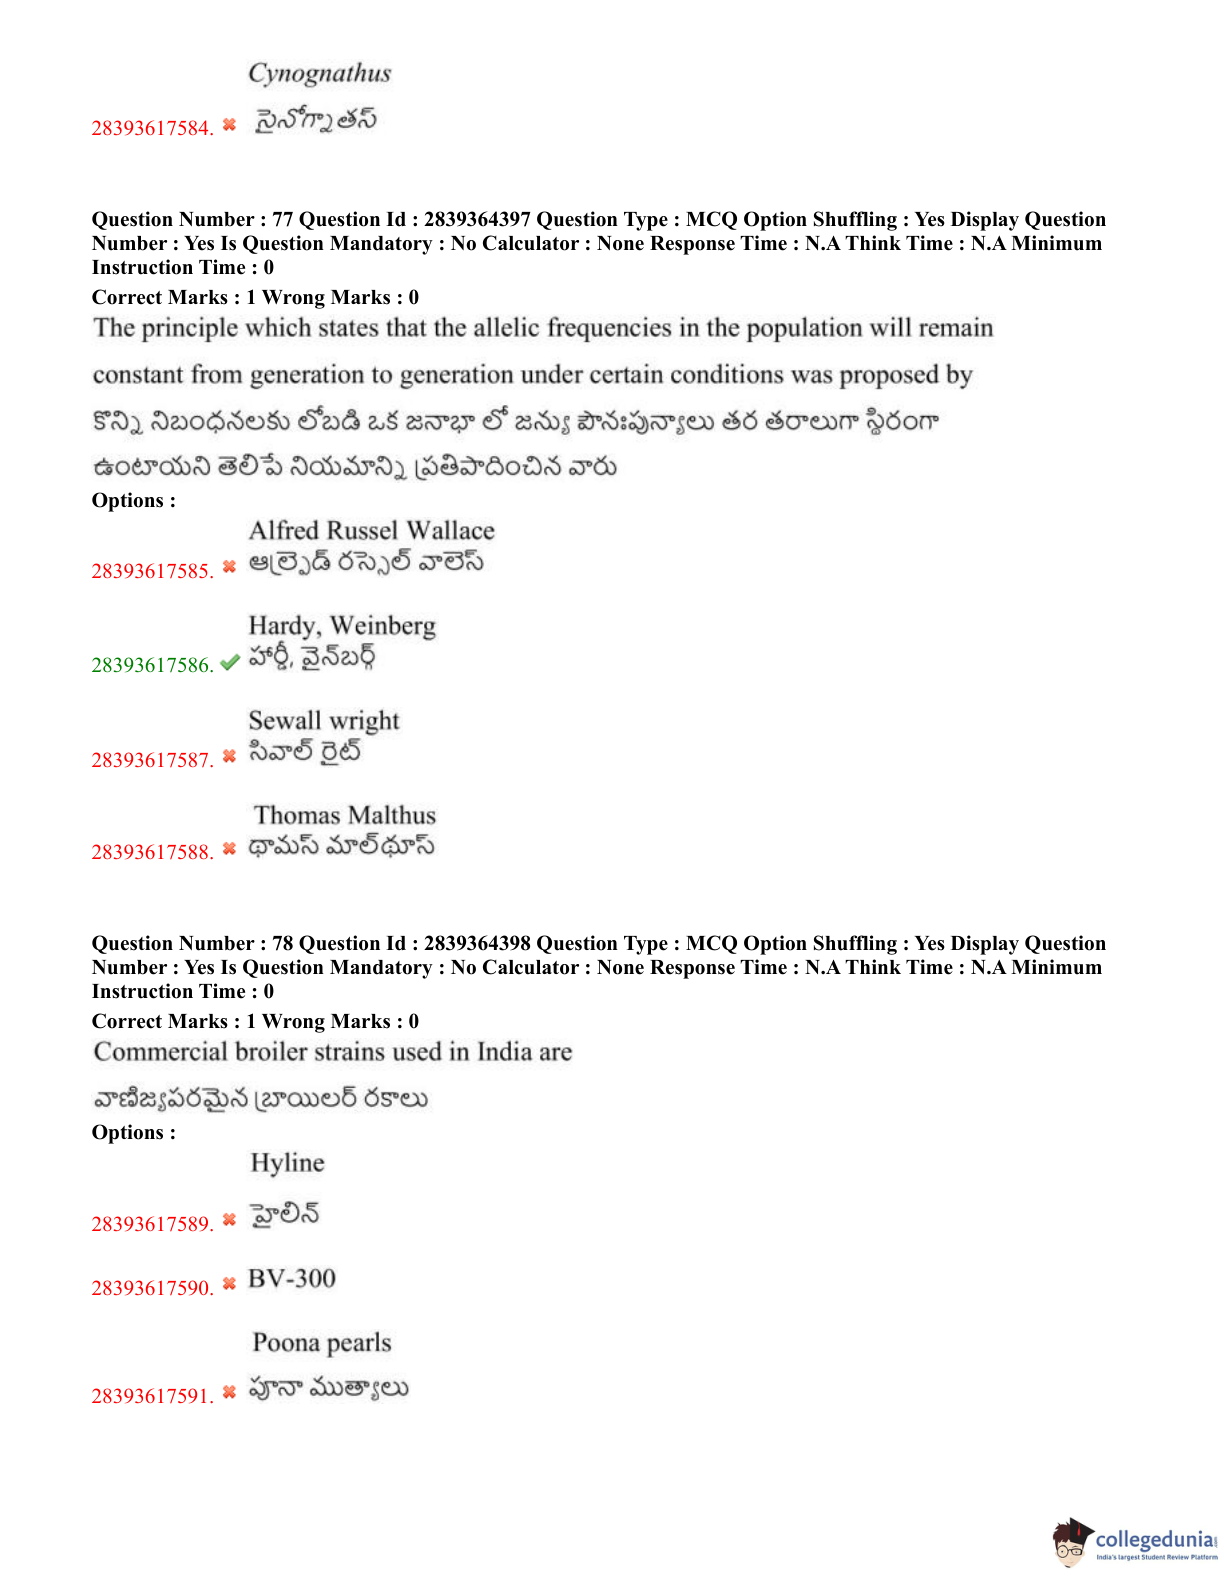 Cynognathus
28393617584. సైనోగ్నాతస్
Question Number : 77 Question Id : 2839364397 Question Type : MCQ Option Shuffling : Yes Display Question
Number : Yes Is Question Mandatory : No Calculator : None Response Time : N.A Think Time : N.A Minimum
Instruction Time : 0
Correct Marks : 1 Wrong Marks : 0
The principle which states that the allelic frequencies in the population will remain
constant from generation to generation under certain conditions was proposed by
కొన్ని నిబంధనలకు లోబడి ఒక జనాభా లో జన్యు పౌనఃపున్యాలు తర తరాలుగా స్థిరంగా
ఉంటాయని తెలిపే నియమాన్ని ప్రతిపాదించిన వారు
Options :
Alfred Russel Wallace
28393617585. ఆల్ప్రెడ్ రస్సెల్ వాలెస్
Hardy, Weinberg
28393617586. హార్డీ, వైన్‌బర్గ్
Sewall wright
28393617587. సివాల్ రైట్
Thomas Malthus
28393617588. థామస్ మాల్‌థూస్
Question Number : 78 Question Id : 2839364398 Question Type : MCQ Option Shuffling : Yes Display Question
Number : Yes Is Question Mandatory : No Calculator : None Response Time : N.A Think Time : N.A Minimum
Instruction Time : 0
Correct Marks : 1 Wrong Marks : 0
Commercial broiler strains used in India are
వాణిజ్యపరమైన బ్రాయిలర్ రకాలు
Options :
Hyline
28393617589. హైలిన్
28393617590. BV-300
Poona pearls
28393617591. పూనా ముత్యాలు
collegedunia.com
India's largest Student Review Platform